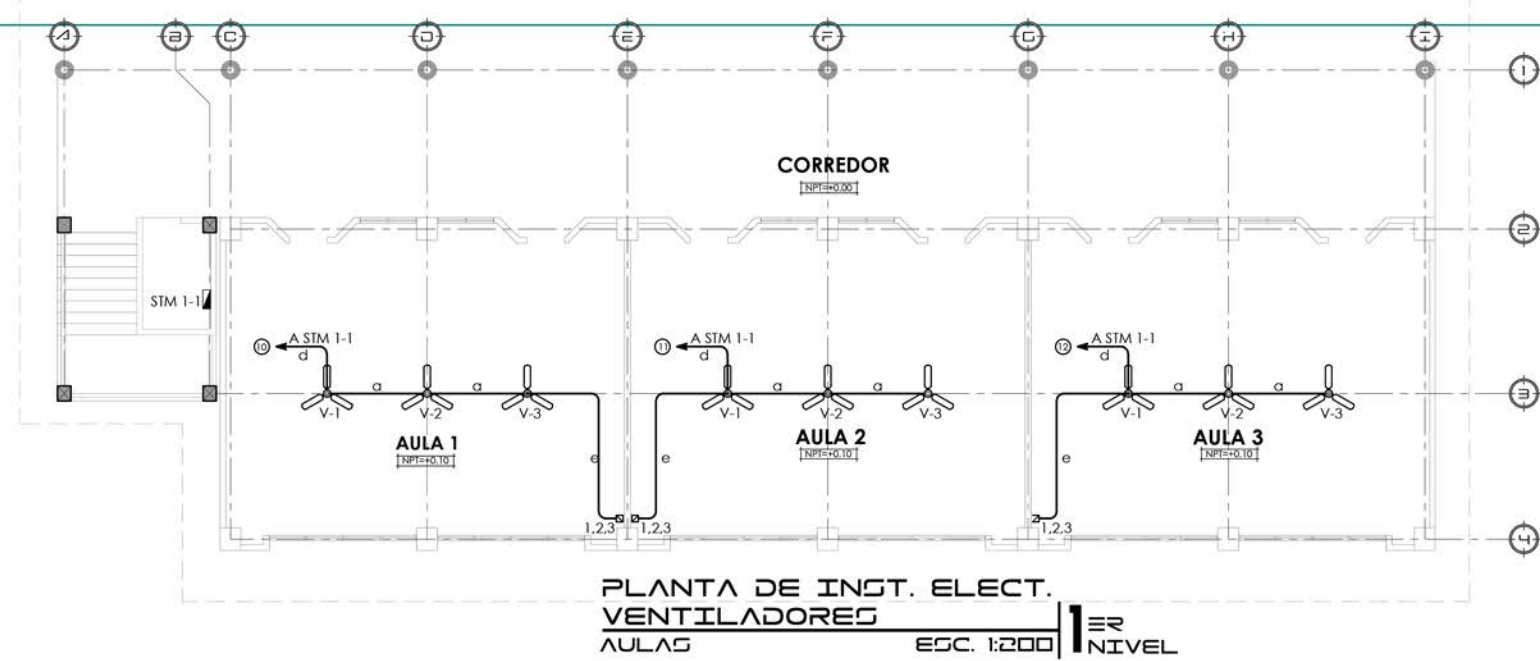 A B C D E F G H I
1
CORREDOR
NPT=+0.00
2
STM 1-1
10 A STM 1-1 11 A STM 1-1 12 A STM 1-1
d d d
a a a a a a
3
V-1 V-2 V-3 V-1 V-2 V-3 V-1 V-2 V-3
AULA 1 AULA 2 AULA 3
NPT=+0.10 NPT=+0.10 NPT=+0.10
e e e
1,2,3 1,2,3 1,2,3
4
PLANTA DE INST. ELECT.
VENTILADORES
AULAS ESC. 1:200
1 ER NIVEL